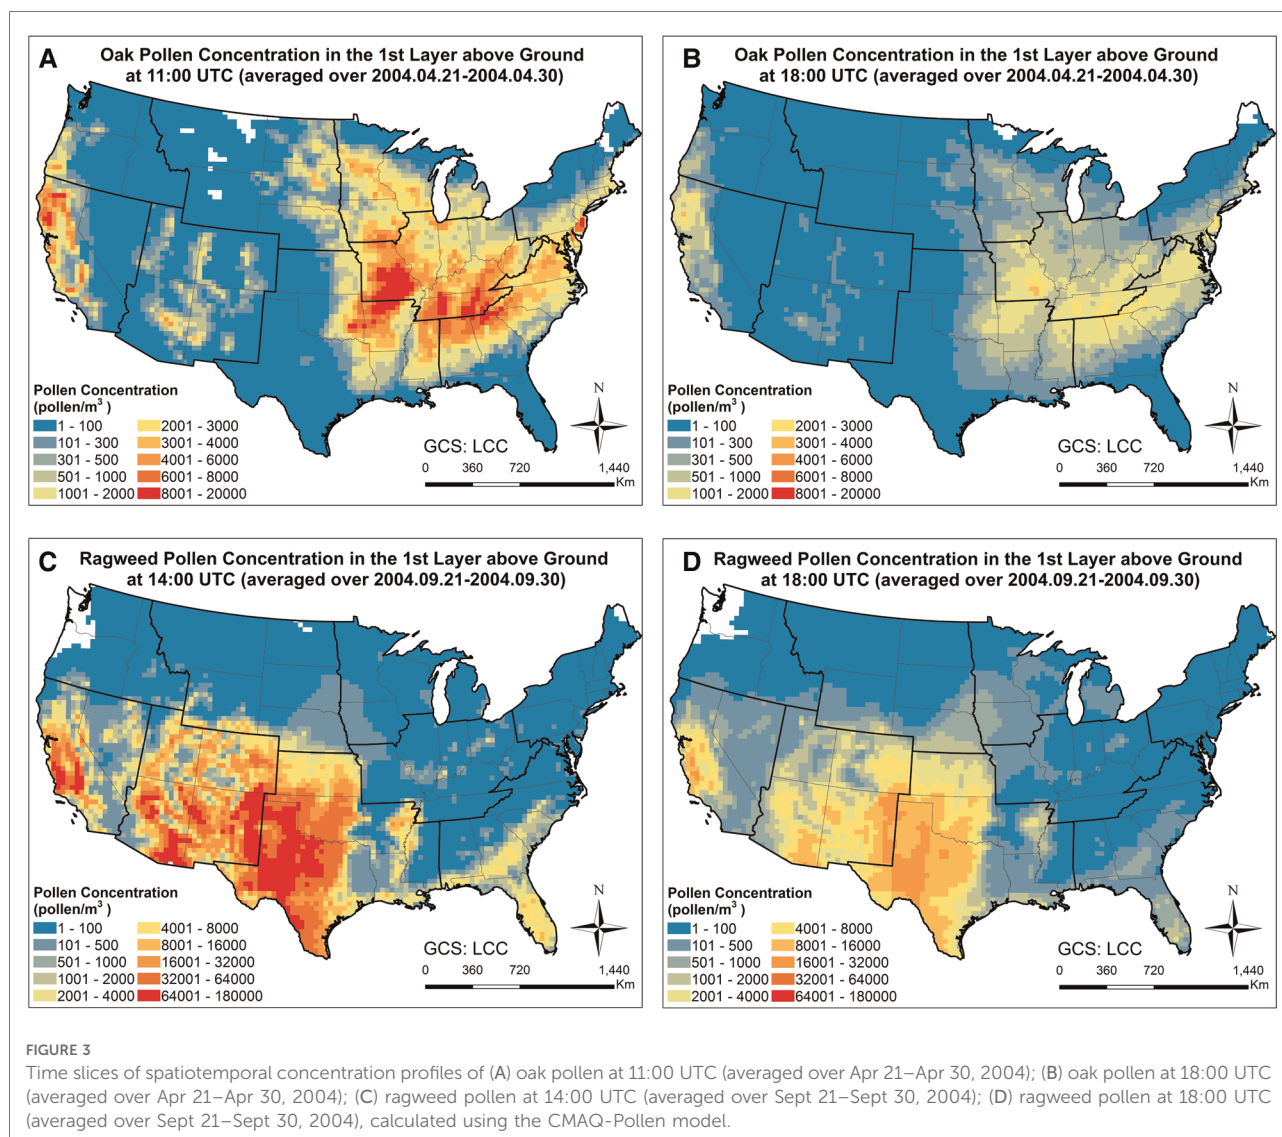 A
Oak Pollen Concentration in the 1st Layer above Ground
at 11:00 UTC (averaged over 2004.04.21-2004.04.30)
Pollen Concentration
(pollen/m³ )
1 - 100
101 - 300
301 - 500
501 - 1000
1001 - 2000
2001 - 3000
3001 - 4000
4001 - 6000
6001 - 8000
8001 - 20000
GCS: LCC
N
0 360 720 1,440
Km
B
Oak Pollen Concentration in the 1st Layer above Ground
at 18:00 UTC (averaged over 2004.04.21-2004.04.30)
Pollen Concentration
(pollen/m³ )
1 - 100
101 - 300
301 - 500
501 - 1000
1001 - 2000
2001 - 3000
3001 - 4000
4001 - 6000
6001 - 8000
8001 - 20000
GCS: LCC
N
0 360 720 1,440
Km
C
Ragweed Pollen Concentration in the 1st Layer above Ground
at 14:00 UTC (averaged over 2004.09.21-2004.09.30)
Pollen Concentration
(pollen/m³ )
1 - 100
101 - 500
501 - 1000
1001 - 2000
2001 - 4000
4001 - 8000
8001 - 16000
16001 - 32000
32001 - 64000
64001 - 180000
GCS: LCC
N
0 360 720 1,440
Km
D
Ragweed Pollen Concentration in the 1st Layer above Ground
at 18:00 UTC (averaged over 2004.09.21-2004.09.30)
Pollen Concentration
(pollen/m³ )
1 - 100
101 - 500
501 - 1000
1001 - 2000
2001 - 4000
4001 - 8000
8001 - 16000
16001 - 32000
32001 - 64000
64001 - 180000
GCS: LCC
N
0 360 720 1,440
Km
FIGURE 3
Time slices of spatiotemporal concentration profiles of (A) oak pollen at 11:00 UTC (averaged over Apr 21–Apr 30, 2004); (B) oak pollen at 18:00 UTC
(averaged over Apr 21–Apr 30, 2004); (C) ragweed pollen at 14:00 UTC (averaged over Sept 21–Sept 30, 2004); (D) ragweed pollen at 18:00 UTC
(averaged over Sept 21–Sept 30, 2004), calculated using the CMAQ-Pollen model.